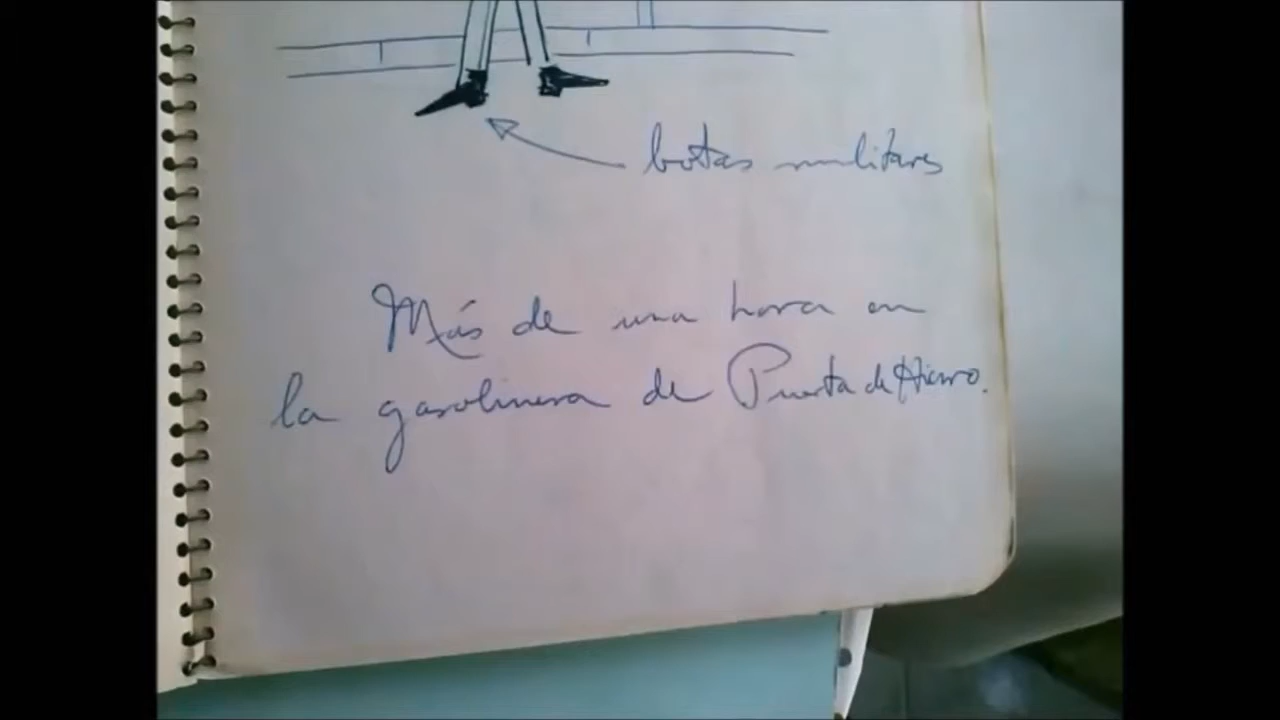 botas militares
Más de una hora en
la gasolinera de Puerta de Hierro.